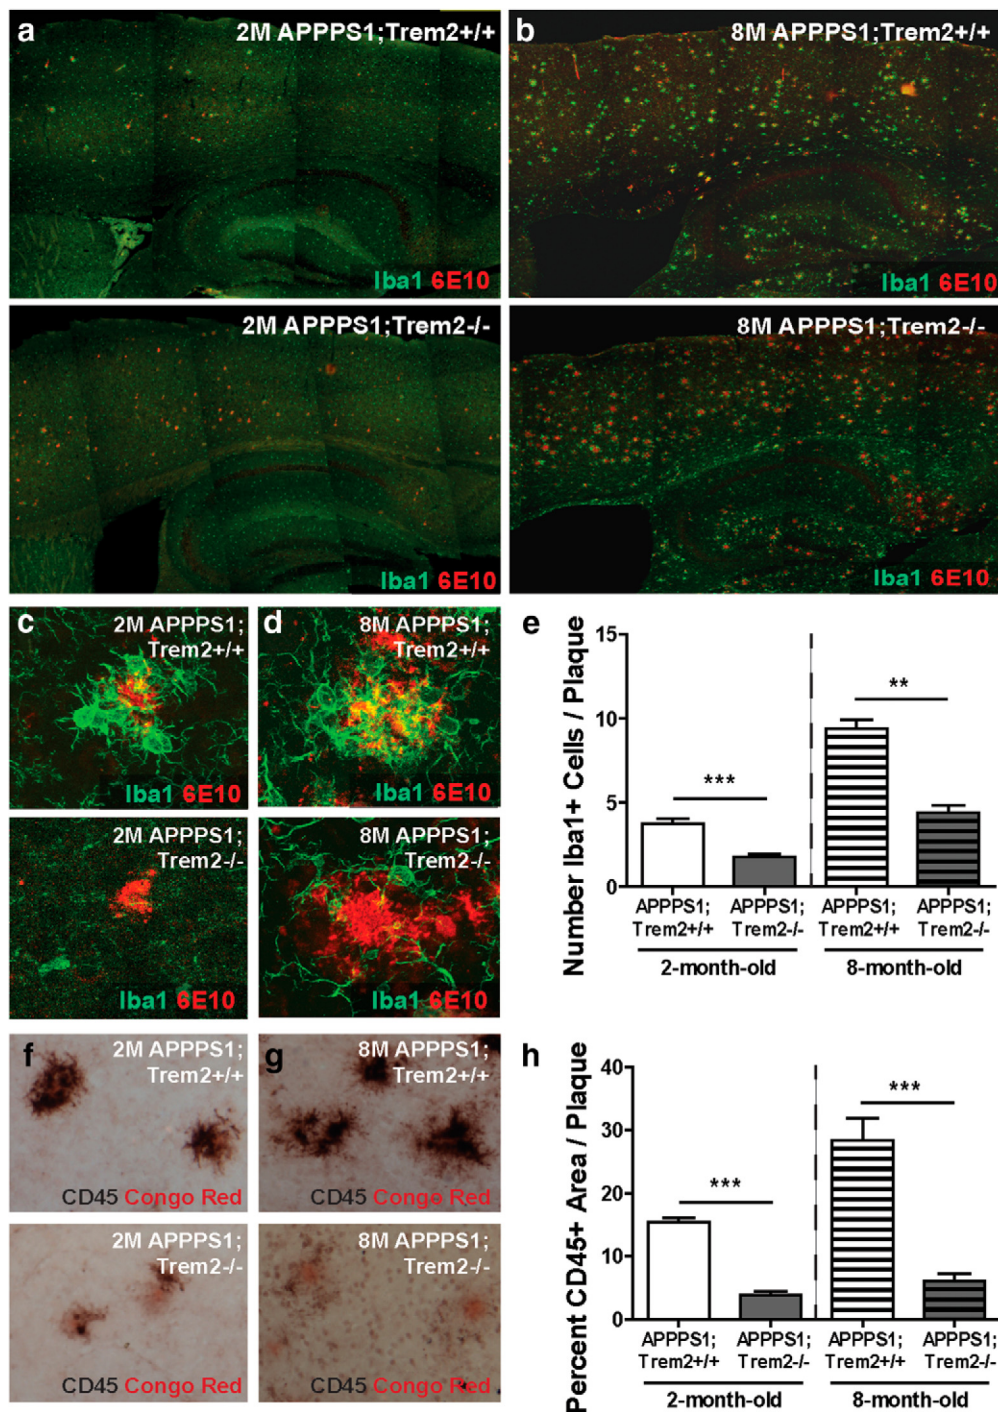 a
2M APPPS1;Trem2+/+
Iba1 6E10
b
8M APPPS1;Trem2+/+
Iba1 6E10
2M APPPS1;Trem2-/-
Iba1 6E10
8M APPPS1;Trem2-/-
Iba1 6E10
c
2M APPPS1;
Trem2+/+
Iba1 6E10
d
8M APPPS1;
Trem2+/+
Iba1 6E10
2M APPPS1;
Trem2-/-
Iba1 6E10
8M APPPS1;
Trem2-/-
Iba1 6E10
e
Number Iba1+ Cells / Plaque
15
10
5
0
***
**
APPPS1;
Trem2+/+
APPPS1;
Trem2-/-
APPPS1;
Trem2+/+
APPPS1;
Trem2-/-
2-month-old
8-month-old
f
2M APPPS1;
Trem2+/+
CD45 Congo Red
g
8M APPPS1;
Trem2+/+
CD45 Congo Red
2M APPPS1;
Trem2-/-
CD45 Congo Red
8M APPPS1;
Trem2-/-
CD45 Congo Red
h
Percent CD45+ Area / Plaque
40
30
20
10
0
***
***
APPPS1;
Trem2+/+
APPPS1;
Trem2-/-
APPPS1;
Trem2+/+
APPPS1;
Trem2-/-
2-month-old
8-month-old